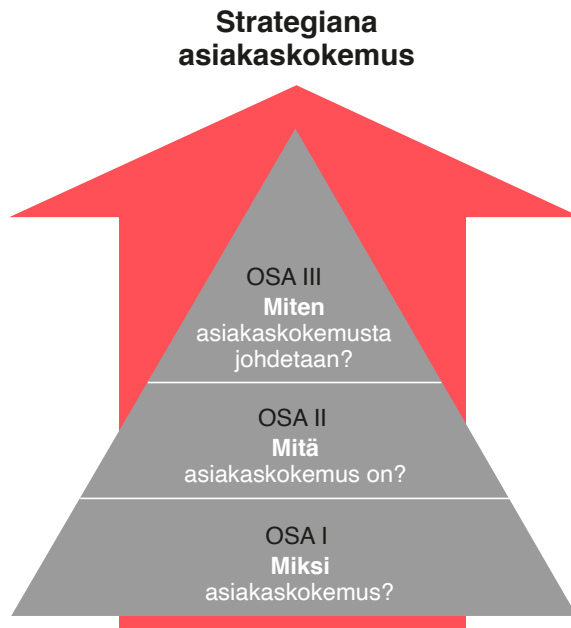 Strategiana
asiakaskokemus
OSA III
Miten
asiakaskokemusta
johdetaan?
OSA II
Mitä
asiakaskokemus on?
OSA I
Miksi
asiakaskokemus?